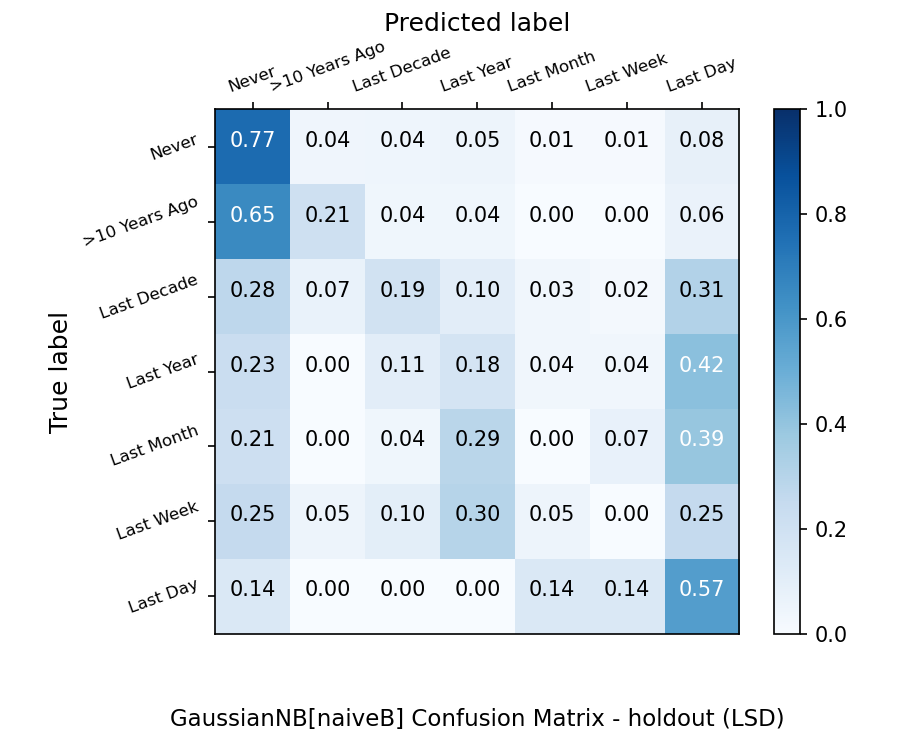 Predicted label
Never >10 Years Ago Last Decade Last Year Last Month Last Week Last Day
True label
Never 0.77 0.04 0.04 0.05 0.01 0.01 0.08
>10 Years Ago 0.65 0.21 0.04 0.04 0.00 0.00 0.06
Last Decade 0.28 0.07 0.19 0.10 0.03 0.02 0.31
Last Year 0.23 0.00 0.11 0.18 0.04 0.04 0.42
Last Month 0.21 0.00 0.04 0.29 0.00 0.07 0.39
Last Week 0.25 0.05 0.10 0.30 0.05 0.00 0.25
Last Day 0.14 0.00 0.00 0.00 0.14 0.14 0.57
1.0
0.8
0.6
0.4
0.2
0.0
GaussianNB[naiveB] Confusion Matrix - holdout (LSD)